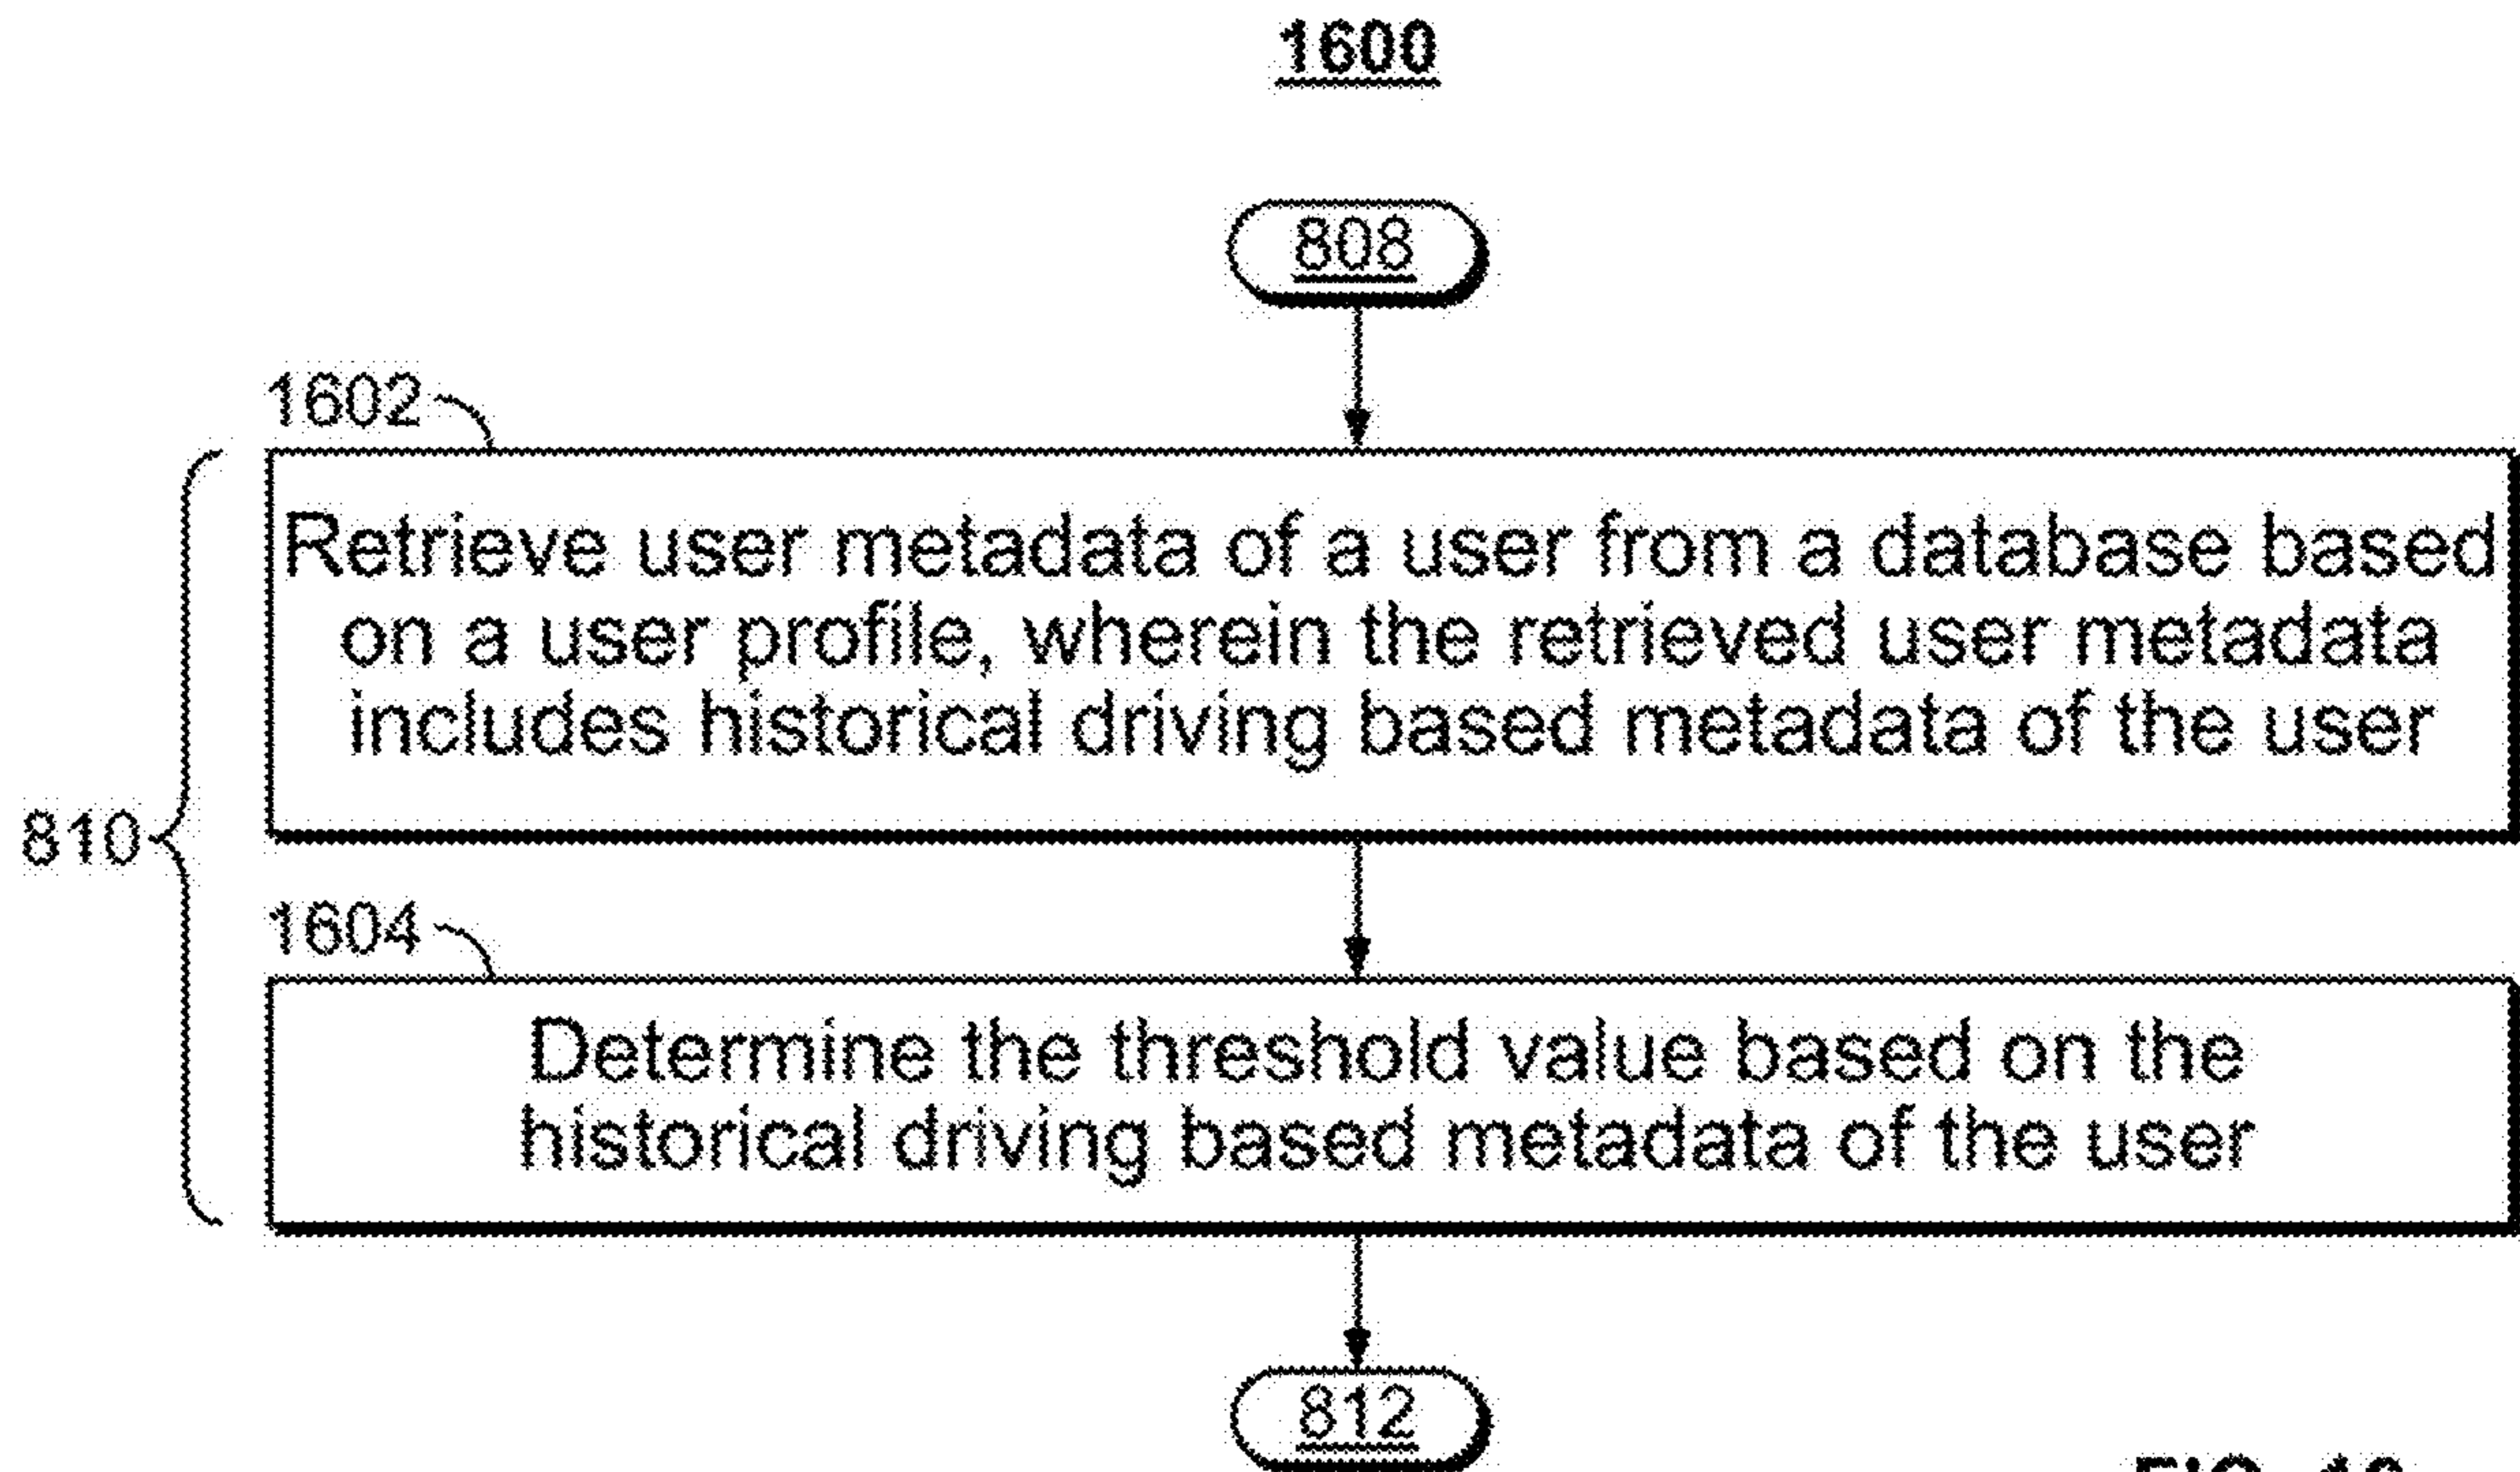 1600
808
1602
Retrieve user metadata of a user from a database based
on a user profile, wherein the retrieved user metadata
includes historical driving based metadata of the user
810
1604
Determine the threshold value based on the
historical driving based metadata of the user
812